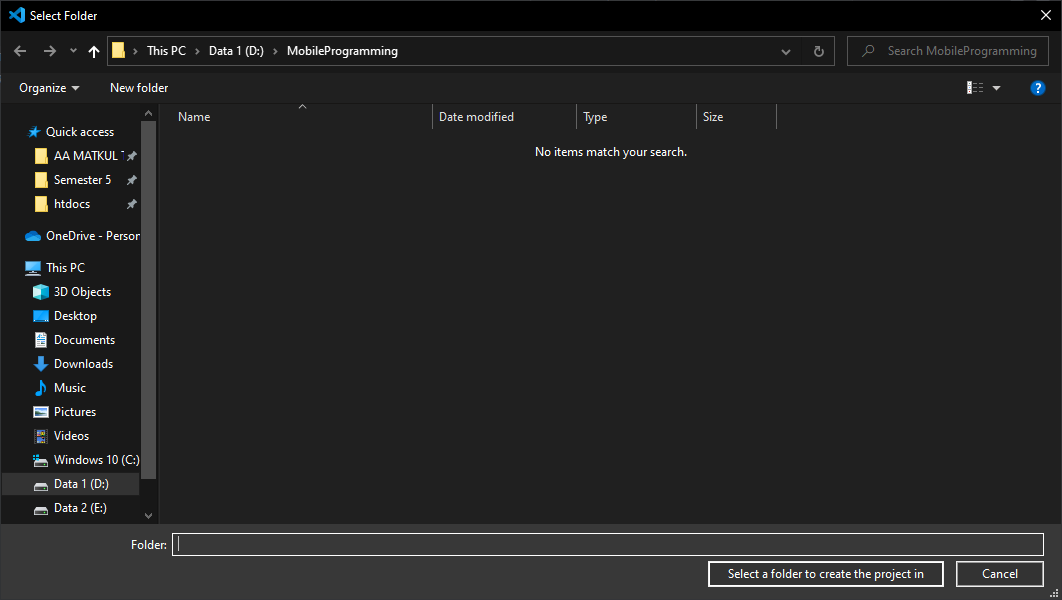 Select Folder
This PC > Data 1 (D:) > MobileProgramming
Search MobileProgramming
Organize
New folder
?
Name
Date modified
Type
Size
No items match your search.
Quick access
AA MATKUL
Semester 5
htdocs
OneDrive - Person
This PC
3D Objects
Desktop
Documents
Downloads
Music
Pictures
Videos
Windows 10 (C:)
Data 1 (D:)
Data 2 (E:)
Folder:
Select a folder to create the project in
Cancel